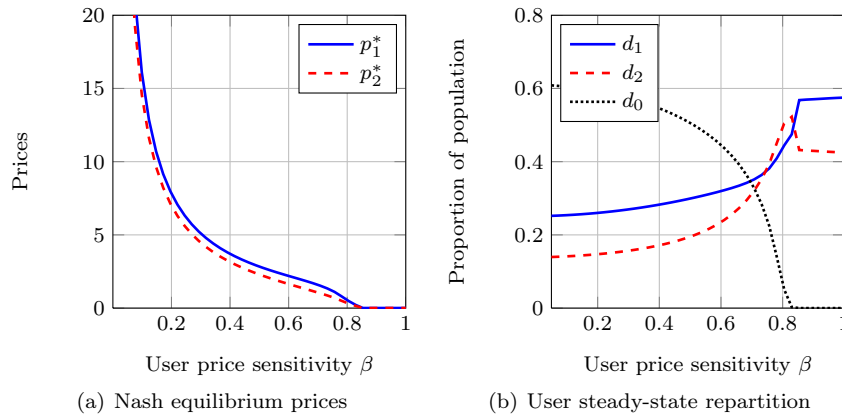 20
15
10
5
0
Prices
0.2 0.4 0.6 0.8 1
User price sensitivity β
p₁*
p₂*
(a) Nash equilibrium prices
0.8
0.6
0.4
0.2
0
Proportion of population
0.2 0.4 0.6 0.8 1
User price sensitivity β
d₁
d₂
d₀
(b) User steady-state repartition